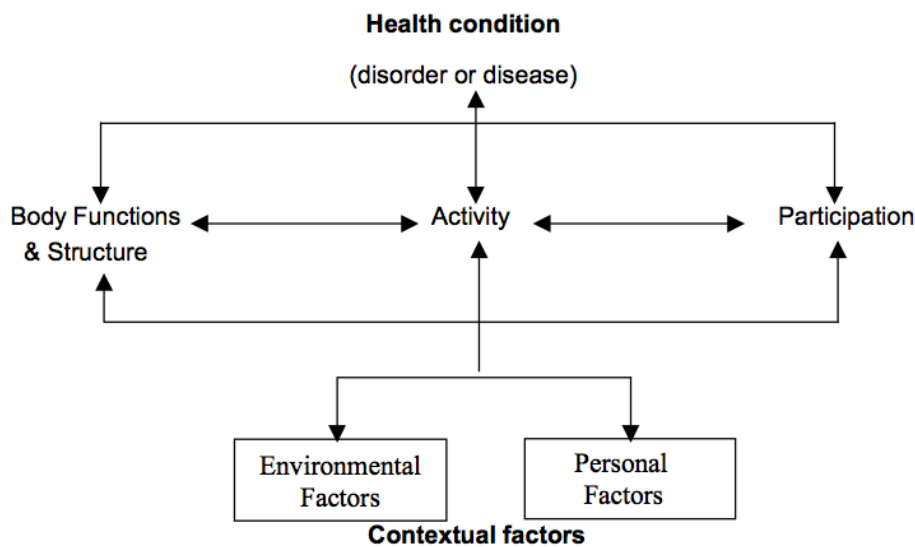 Health condition
(disorder or disease)
Body Functions
& Structure
Activity
Participation
Environmental
Factors
Personal
Factors
Contextual factors